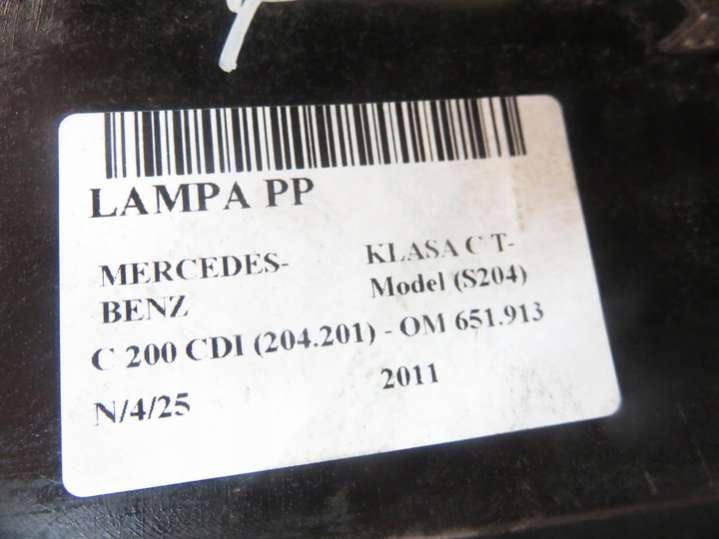 LAMPA PP
MERCEDES-
BENZ
KLASA C T-
Model (S204)
C 200 CDI (204.201) - OM 651.913
2011
N/4/25